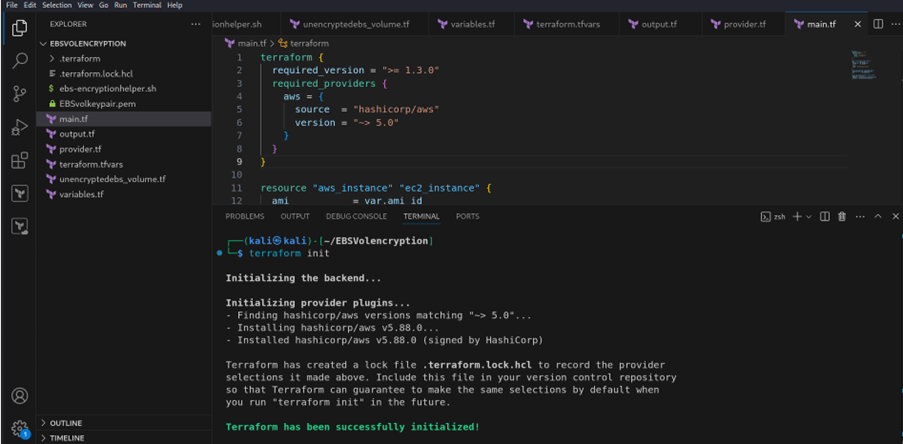 File Edit Selection View Go Run Terminal Help
EXPLORER
ionhelper.sh unencryptedebs_volume.tf variables.tf terraform.tfvars output.tf provider.tf main.tf
EBSVOLENCRYPTION
.terraform
.terraform.lock.hcl
ebs-encryptionhelper.sh
EBSvolkeypair.pem
main.tf
output.tf
provider.tf
terraform.tfvars
unencryptedebs_volume.tf
variables.tf
OUTLINE
TIMELINE
1
main.tf > terraform
1 terraform {
2 required_version = ">= 1.3.0"
3 required_providers {
4 aws = {
5 source  = "hashicorp/aws"
6 version = "~> 5.0"
7 }
8 }
9 }
10
11 resource "aws_instance" "ec2_instance" {
12 ami           = var.ami_id
PROBLEMS OUTPUT DEBUG CONSOLE TERMINAL PORTS
zsh
(kali㉿kali)-[~/EBSVolencryption]
$ terraform init
Initializing the backend...
Initializing provider plugins...
- Finding hashicorp/aws versions matching "~> 5.0"...
- Installing hashicorp/aws v5.88.0...
- Installed hashicorp/aws v5.88.0 (signed by HashiCorp)
Terraform has created a lock file .terraform.lock.hcl to record the provider
selections it made above. Include this file in your version control repository
so that Terraform can guarantee to make the same selections by default when
you run "terraform init" in the future.
Terraform has been successfully initialized!